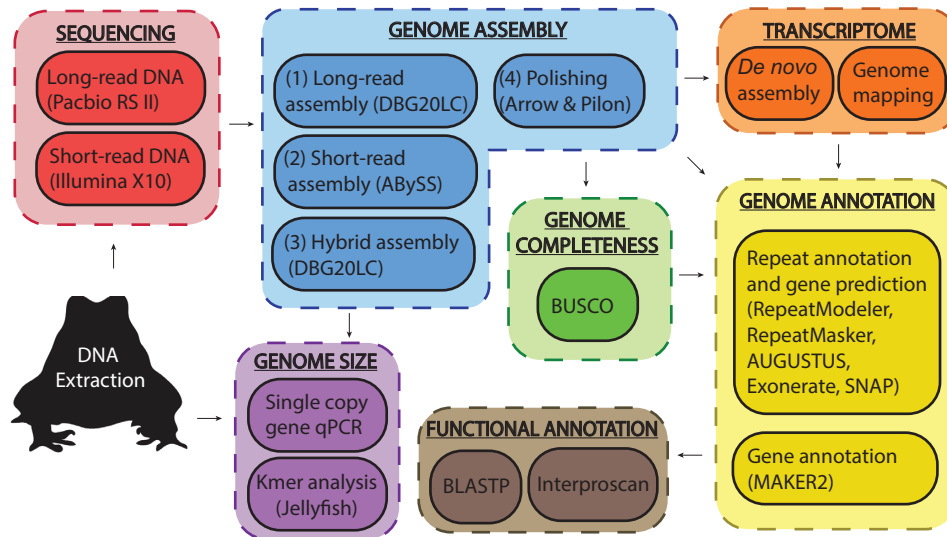 SEQUENCING
Long-read DNA
(Pacbio RS II)
Short-read DNA
(Illumina X10)
GENOME ASSEMBLY
(1) Long-read
assembly (DBG20LC)
(2) Short-read
assembly (ABySS)
(3) Hybrid assembly
(DBG20LC)
(4) Polishing
(Arrow & Pilon)
TRANSCRIPTOME
De novo
assembly
Genome
mapping
GENOME
COMPLETENESS
BUSCO
GENOME ANNOTATION
Repeat annotation
and gene prediction
(RepeatModeler,
RepeatMasker,
AUGUSTUS,
Exonerate, SNAP)
Gene annotation
(MAKER2)
DNA
Extraction
GENOME SIZE
Single copy
gene qPCR
Kmer analysis
(Jellyfish)
FUNCTIONAL ANNOTATION
BLASTP
Interproscan